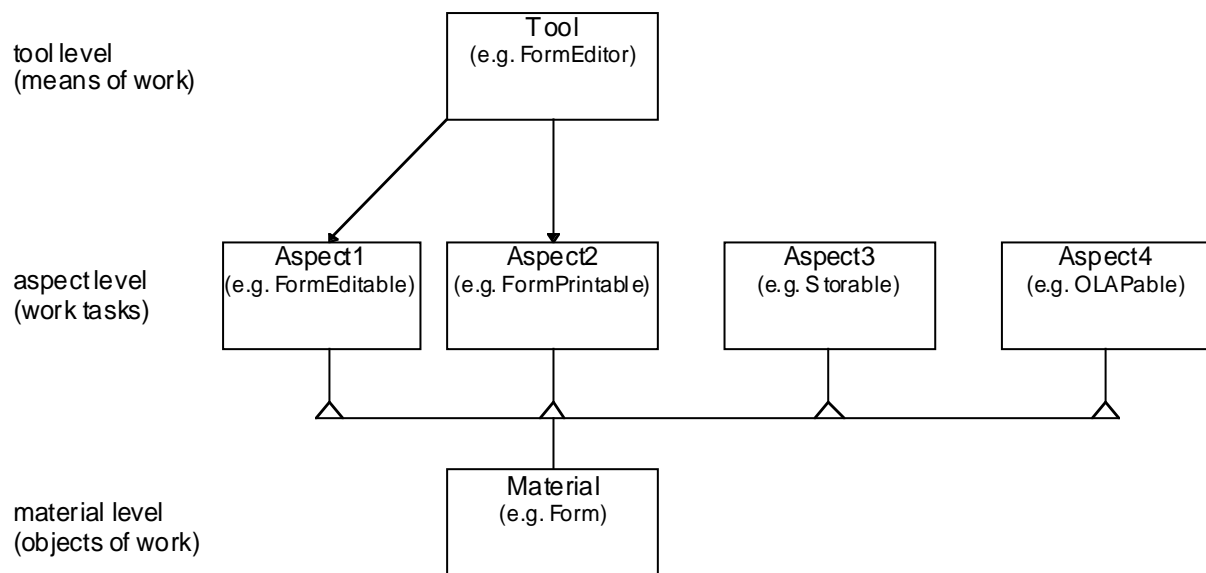 tool level
(means of work)
Tool
(e.g. FormEditor)
aspect level
(work tasks)
Aspect1
(e.g. FormEditable)
Aspect2
(e.g. FormPrintable)
Aspect3
(e.g. Storable)
Aspect4
(e.g. OLAPable)
material level
(objects of work)
Material
(e.g. Form)